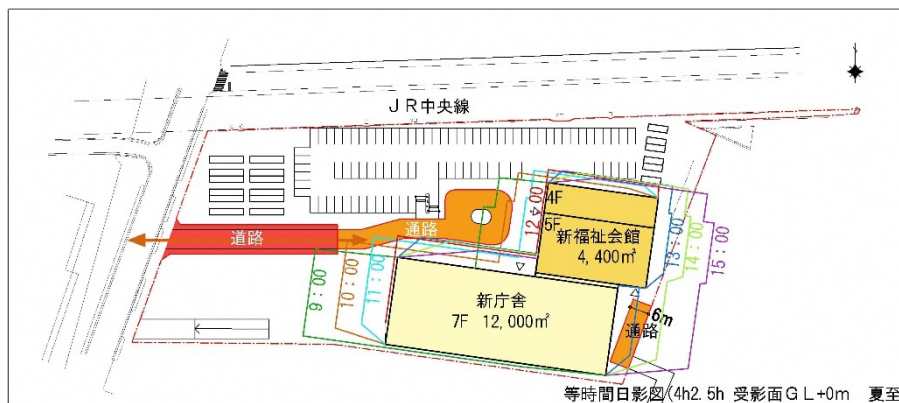 JR中央線
4F
12:00
道路
通路
5F
新福祉会館
4,400㎡
13:00
14:00
15:00
9:00
10:00
11:00
新庁舎
7F 12,000㎡
6m
通路
等時間日影図(4h2.5h 受影面GL+0m 夏至